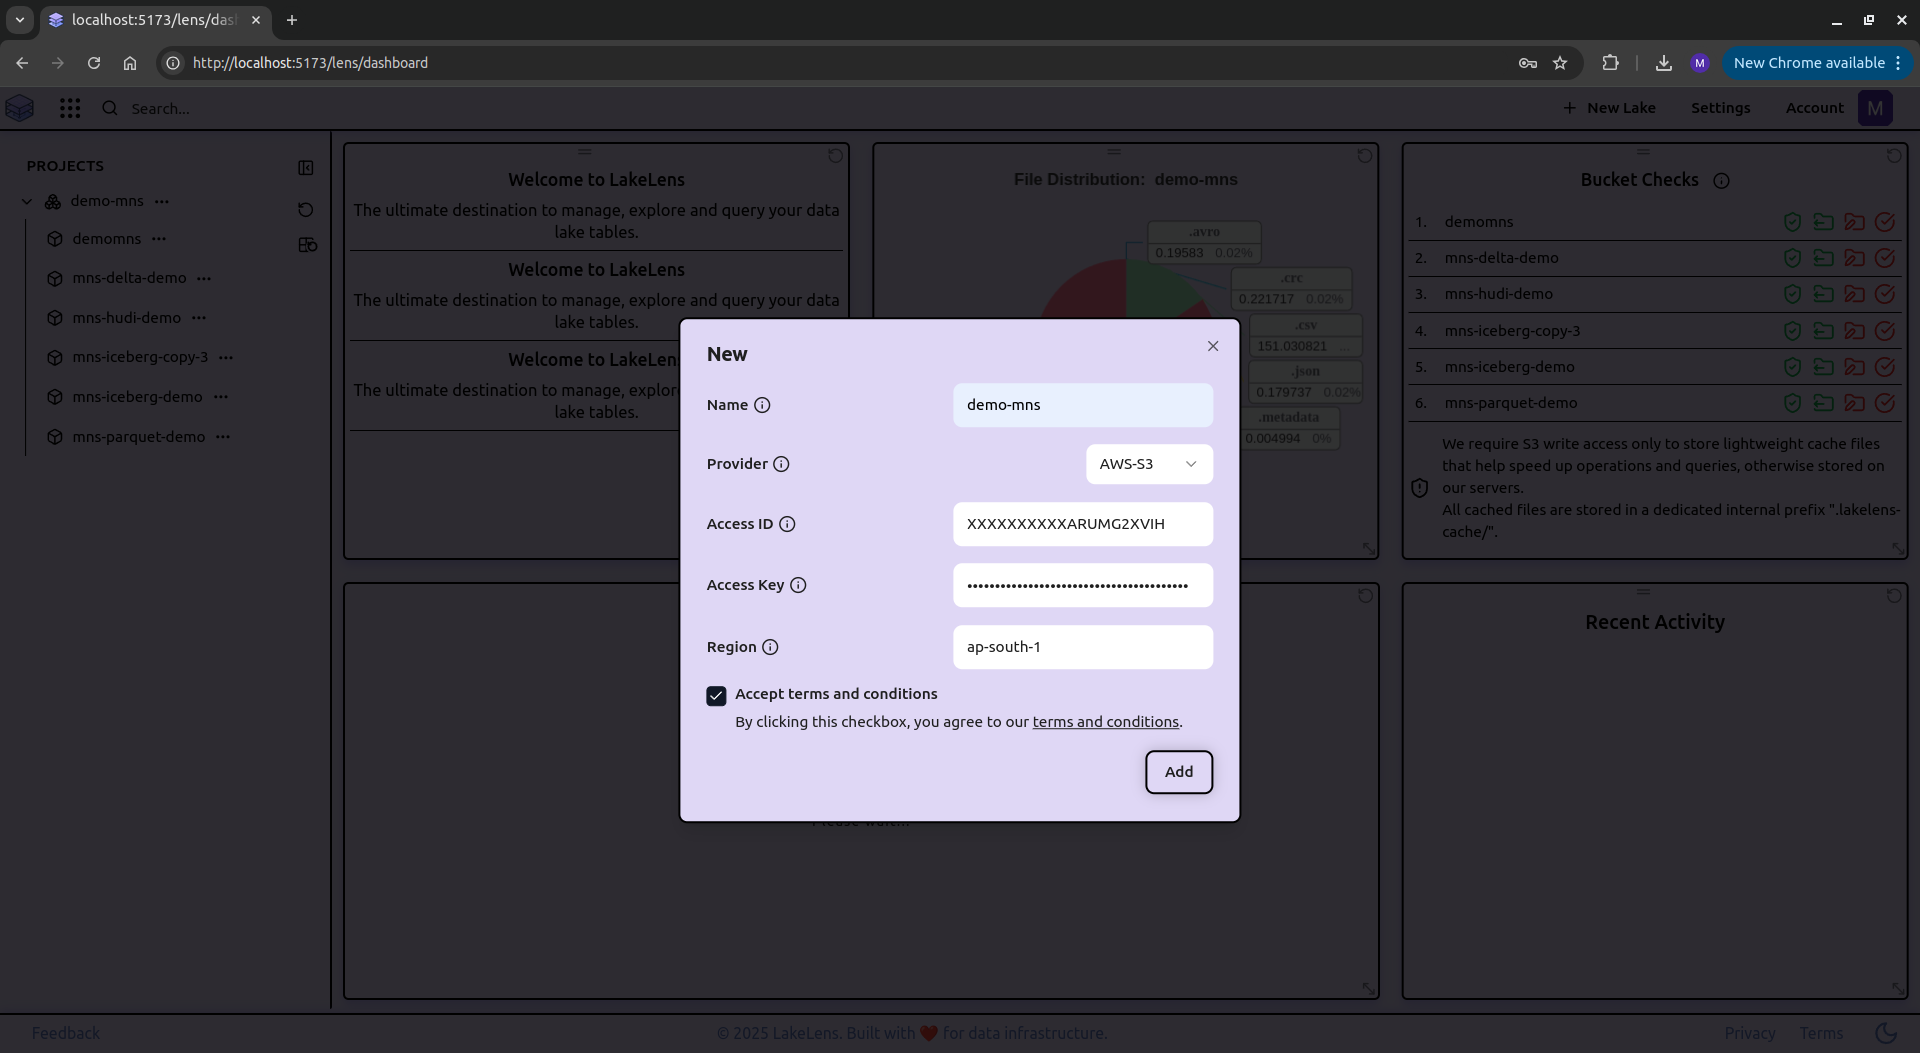 localhost:5173/lens/das
http://localhost:5173/lens/dashboard
M
New Chrome available
Search...
New Lake
Settings
Account
M
PROJECTS
demo-mns
demomns
mns-delta-demo
mns-hudi-demo
mns-iceberg-copy-3
mns-iceberg-demo
mns-parquet-demo
Welcome to LakeLens
The ultimate destination to manage, explore and query your data
lake tables.
Welcome to LakeLens
The ultimate destination to manage, explore and query your data
lake tables.
Welcome to LakeLen
The ultimate destination to manage, explo
lake tables.
File Distribution: demo-mns
.avro
0.19583 0.02%
.crc
0.221717 0.02%
.csv
151.030821 ...
.json
0.179737 0.02%
.metadata
0.004994 0%
Bucket Checks
1. demomns
2. mns-delta-demo
3. mns-hudi-demo
4. mns-iceberg-copy-3
5. mns-iceberg-demo
6. mns-parquet-demo
We require S3 write access only to store lightweight cache files
that help speed up operations and queries, otherwise stored on
our servers.
All cached files are stored in a dedicated internal prefix ".lakelens-
cache/".
New
Name
demo-mns
Provider
AWS-S3
Access ID
XXXXXXXXXXARUMG2XVIH
Access Key
••••••••••••••••••••••••••••••••••••••••
Region
ap-south-1
Accept terms and conditions
By clicking this checkbox, you agree to our terms and conditions.
Add
Recent Activity
Feedback
© 2025 LakeLens. Built with ❤️ for data infrastructure.
Privacy
Terms